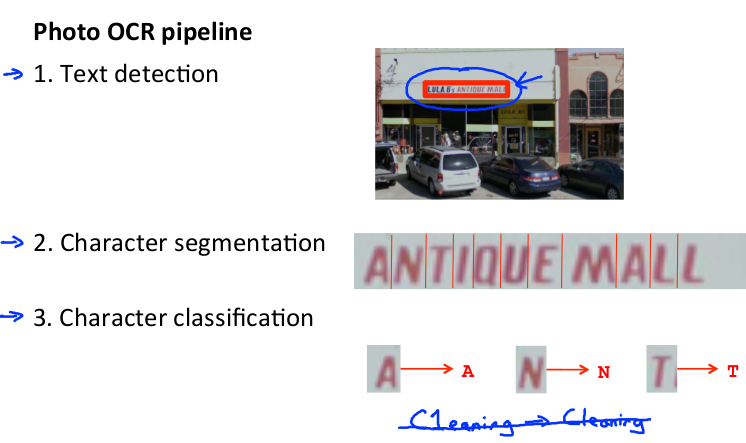 Photo OCR pipeline
→ 1. Text detection
LULA B's ANTIQUE MALL
→ 2. Character segmentation
ANTIQUE MALL
→ 3. Character classification
A → A N → N T → T
C1eaning → Cleaning